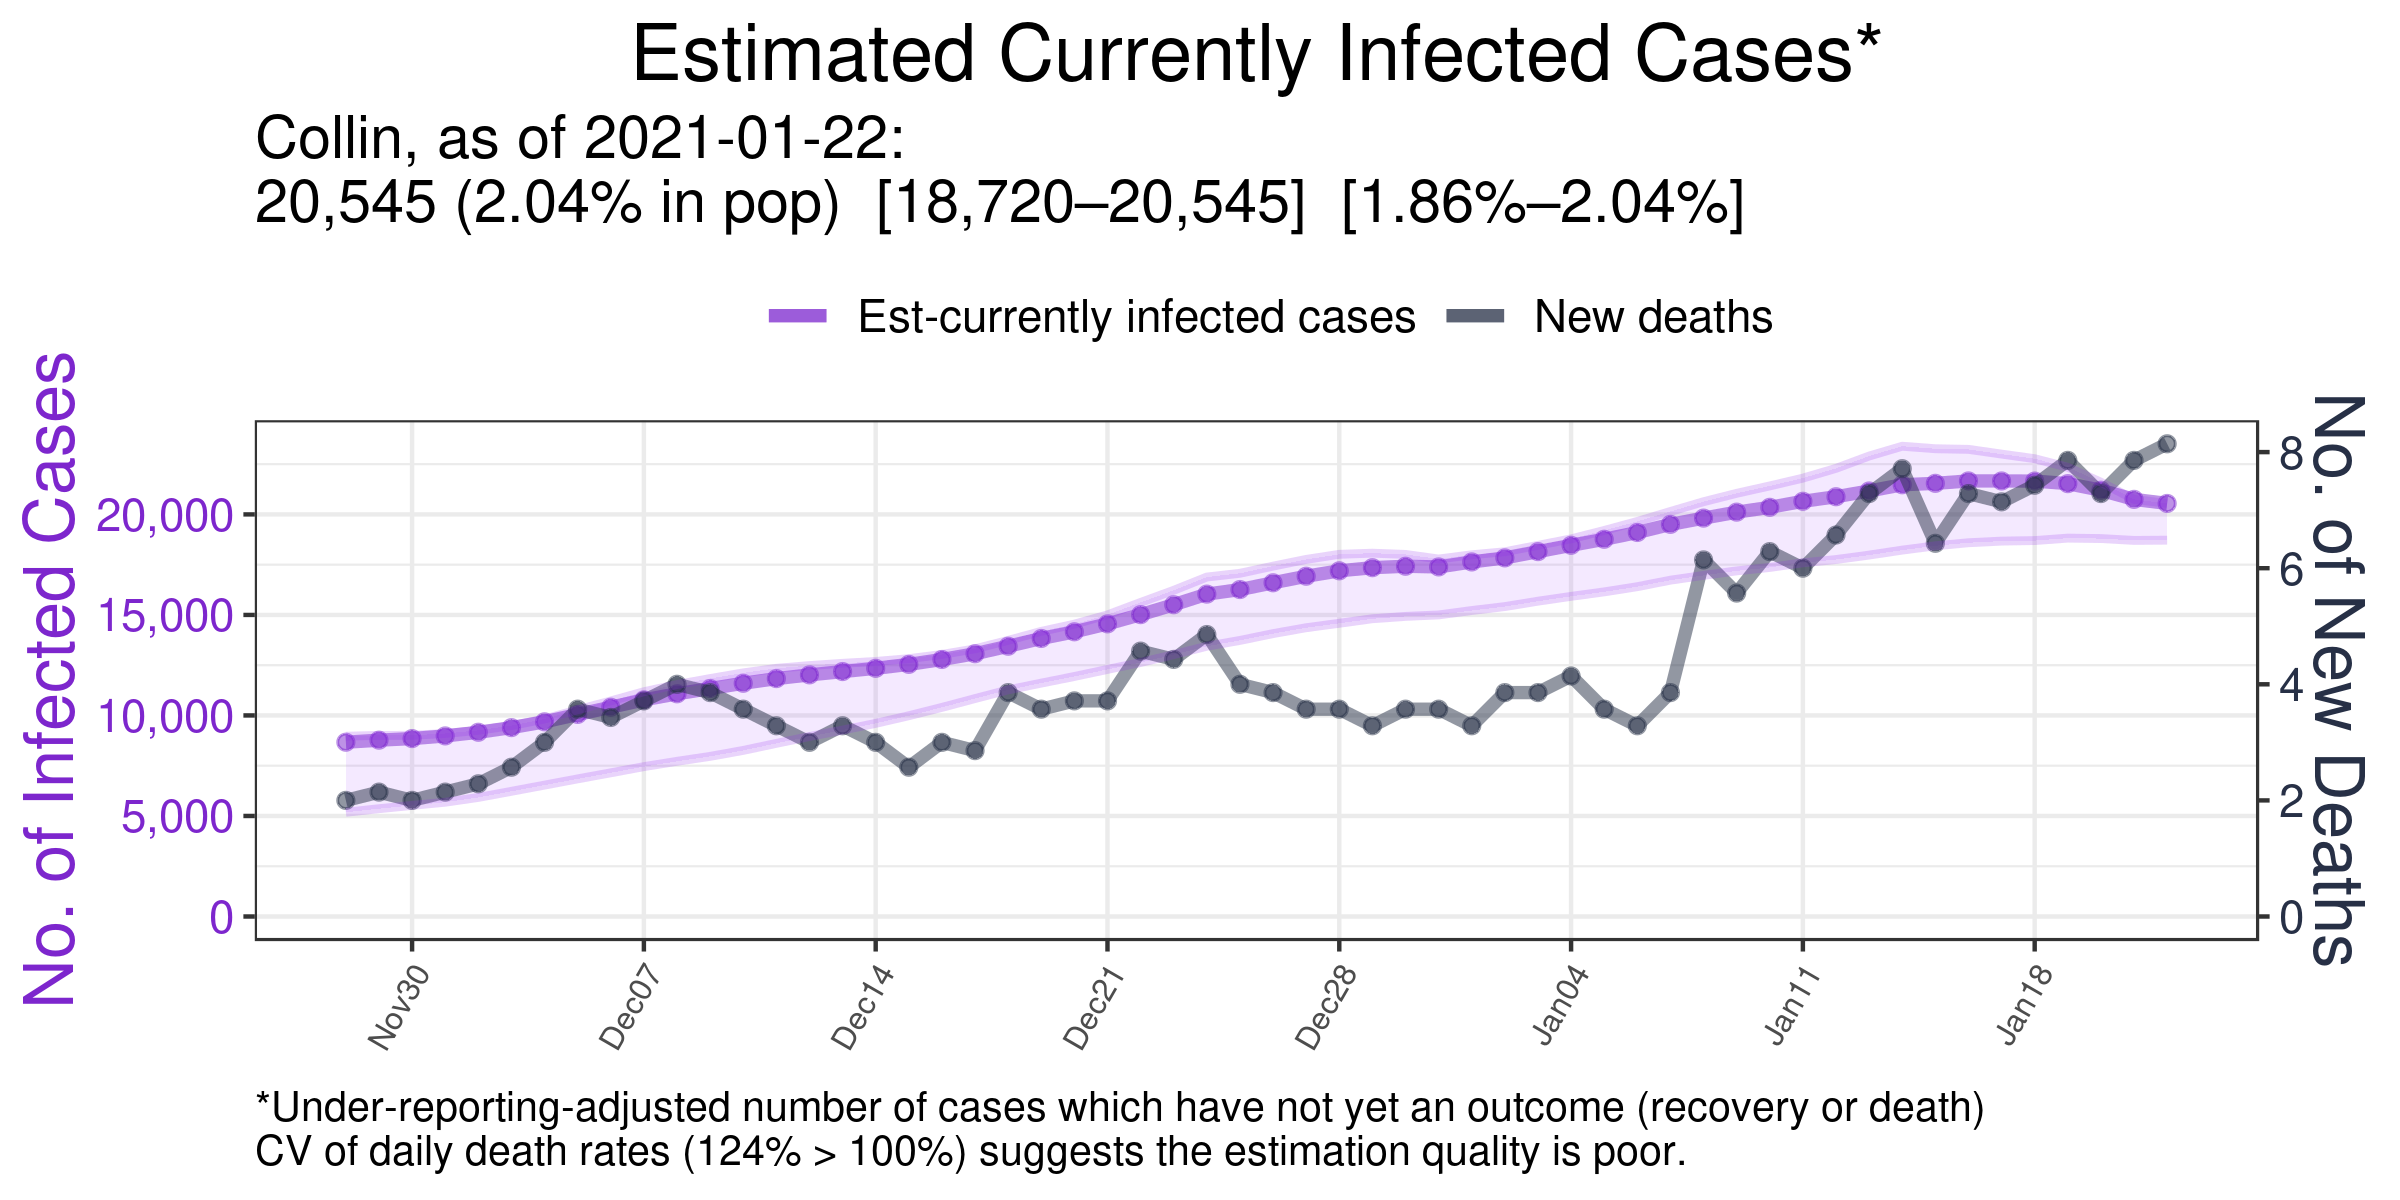 Estimated Currently Infected Cases*
Collin, as of 2021-01-22:
20,545 (2.04% in pop)  [18,720–20,545]  [1.86%–2.04%]
Est-currently infected cases
New deaths
No. of Infected Cases
20,000
15,000
10,000
5,000
0
8
6
4
2
0
No. of New Deaths
Nov30
Dec07
Dec14
Dec21
Dec28
Jan04
Jan11
Jan18
*Under-reporting-adjusted number of cases which have not yet an outcome (recovery or death)
CV of daily death rates (124% > 100%) suggests the estimation quality is poor.